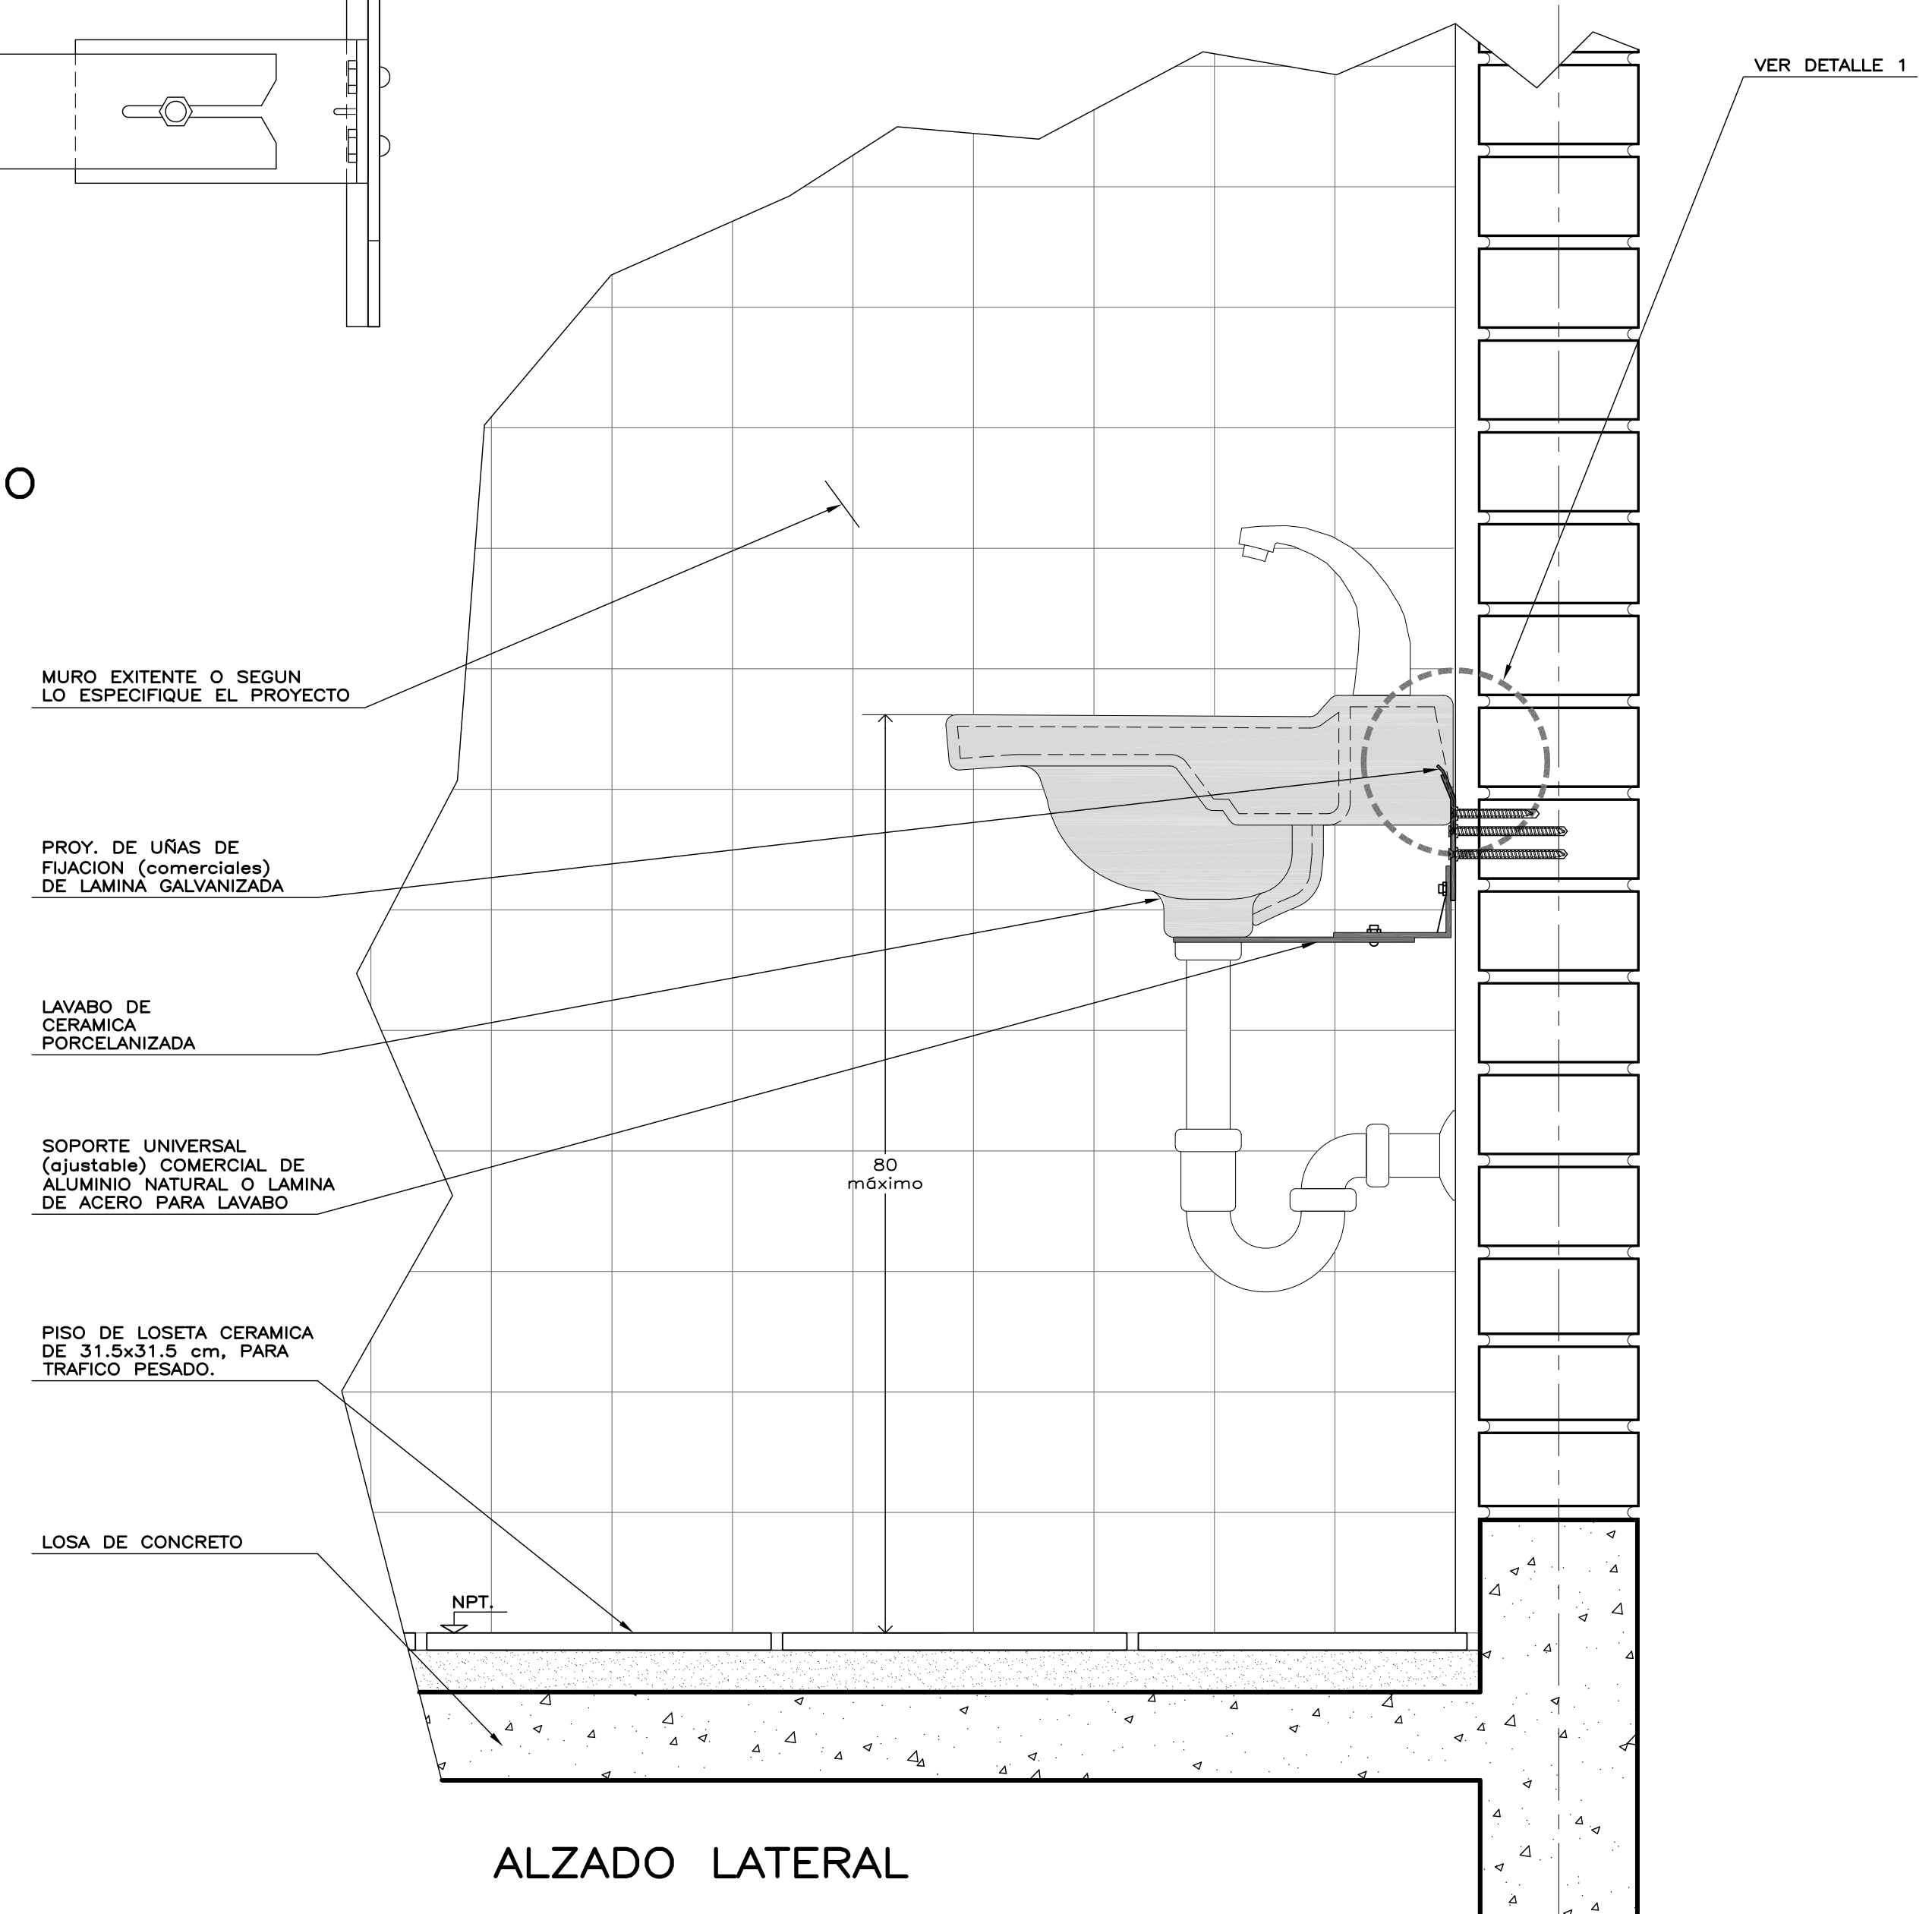 VER DETALLE 1
O
MURO EXITENTE O SEGUN
LO ESPECIFIQUE EL PROYECTO
PROY. DE UÑAS DE
FIJACION (comerciales)
DE LAMINA GALVANIZADA
LAVABO DE
CERAMICA
PORCELANIZADA
SOPORTE UNIVERSAL
(ajustable) COMERCIAL DE
ALUMINIO NATURAL O LAMINA
DE ACERO PARA LAVABO
80
máximo
PISO DE LOSETA CERAMICA
DE 31.5x31.5 cm, PARA
TRAFICO PESADO.
LOSA DE CONCRETO
NPT.
ALZADO LATERAL